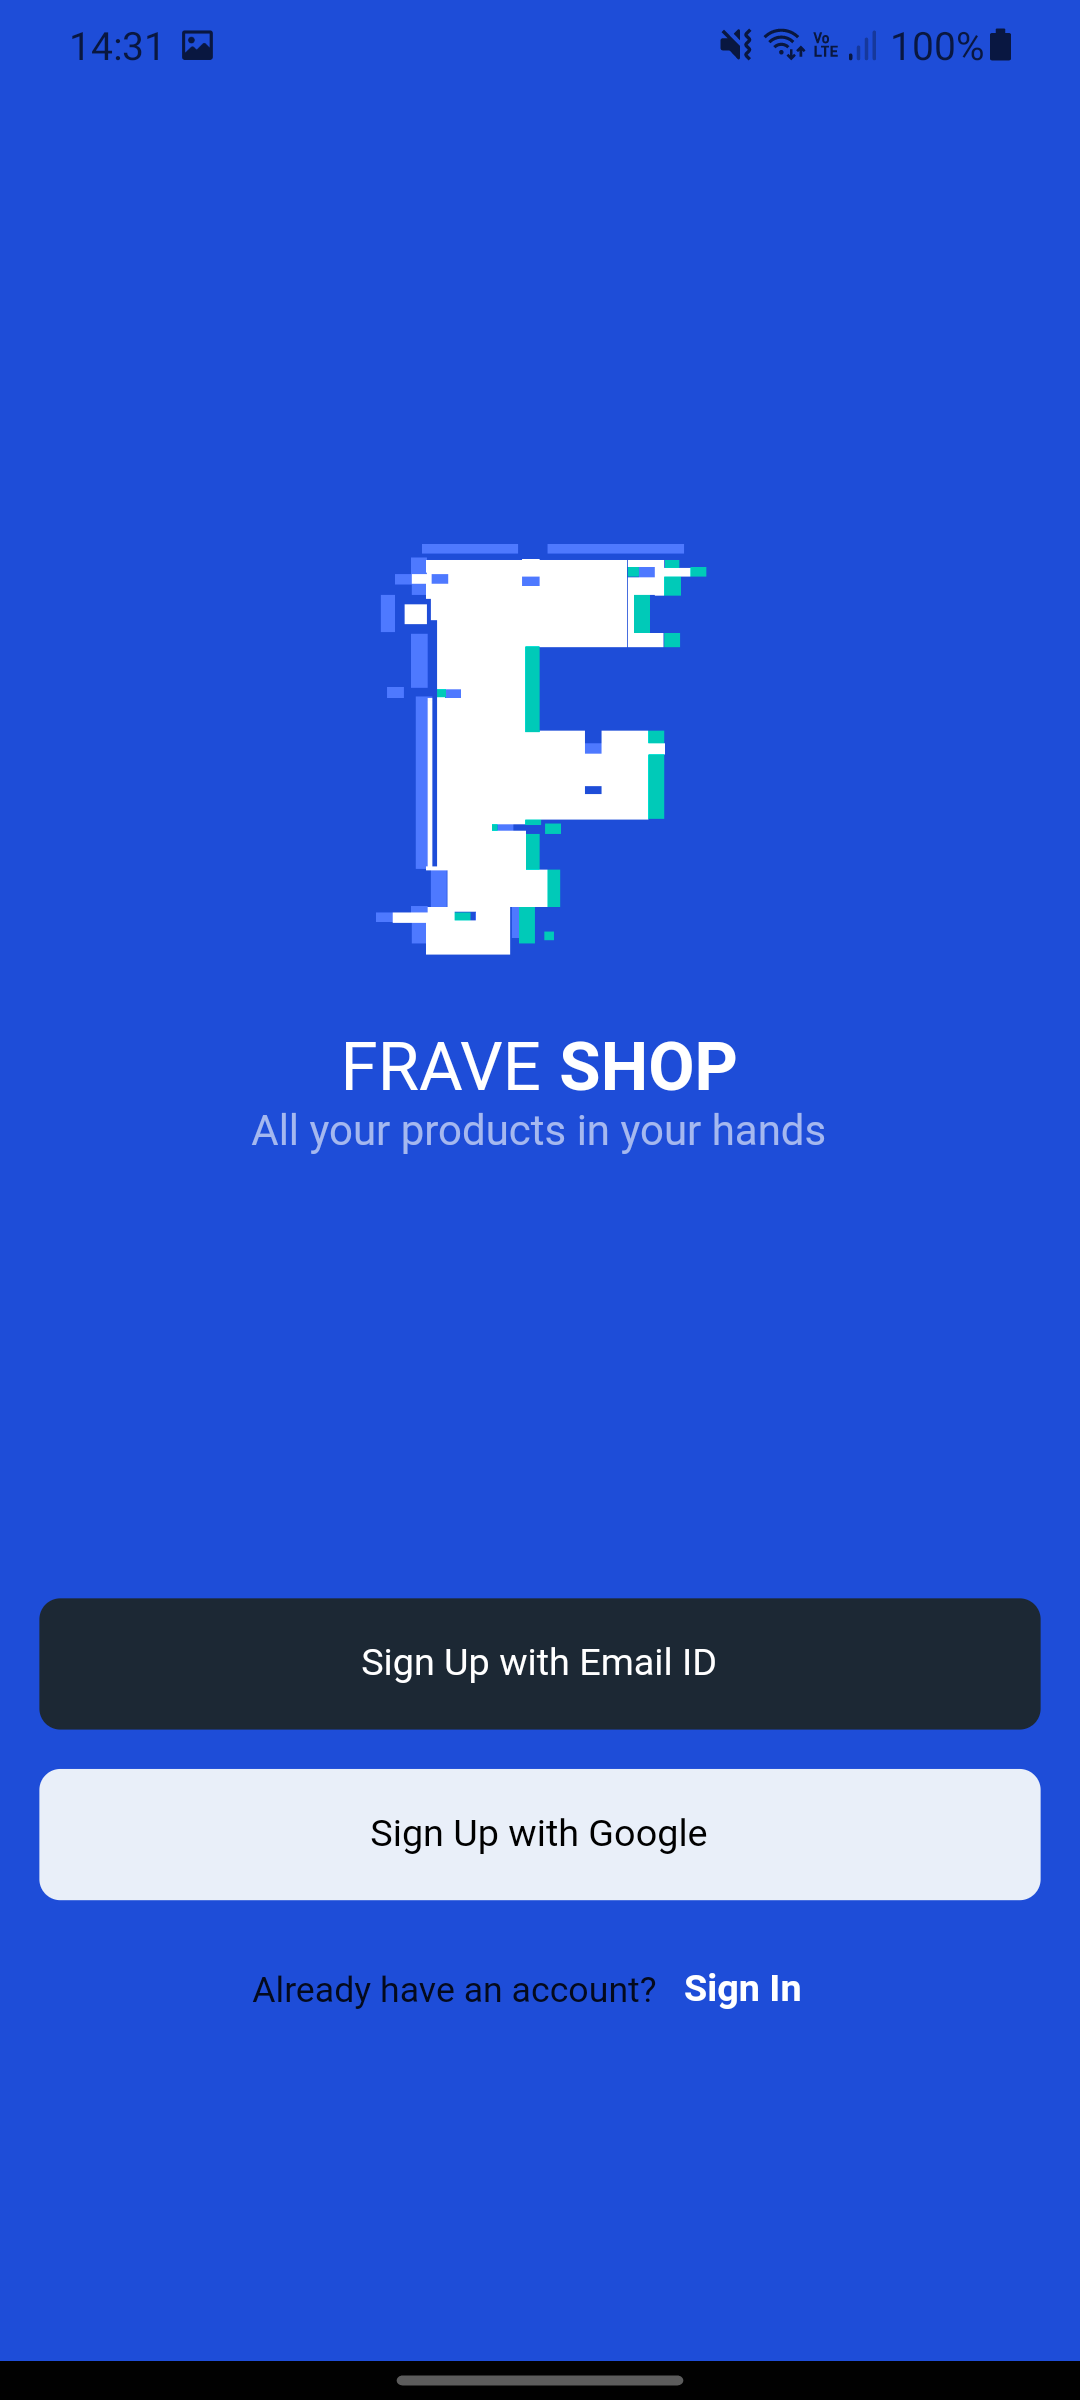 14:31 Vo LTE 100%
F
FRAVE SHOP
All your products in your hands
Sign Up with Email ID
Sign Up with Google
Already have an account? Sign In